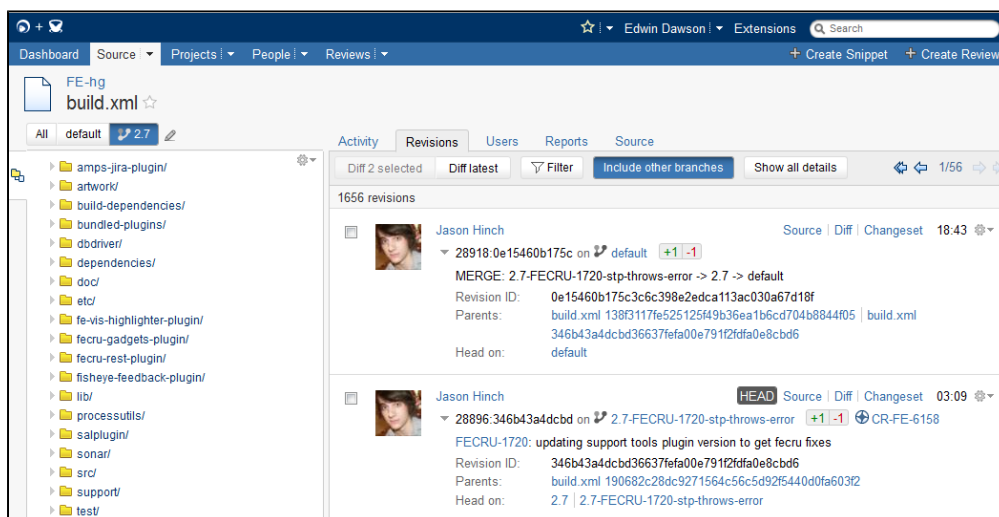 Edwin Dawson Extensions Search
Dashboard Source Projects People Reviews + Create Snippet + Create Review
FE-hg
build.xml
All default 2.7
amps-jira-plugin/
artwork/
build-dependencies/
bundled-plugins/
dbdriver/
dependencies/
doc/
etc/
fe-vis-highlighter-plugin/
fecru-gadgets-plugin/
fecru-rest-plugin/
fisheye-feedback-plugin/
lib/
processutils/
salplugin/
sonar/
src/
support/
test/
Activity Revisions Users Reports Source
Diff 2 selected Diff latest Filter Include other branches Show all details 1/56
1656 revisions
Jason Hinch Source Diff Changeset 18:43
28918:0e15460b175c on default +1 -1
MERGE: 2.7-FECRU-1720-stp-throws-error -> 2.7 -> default
Revision ID: 0e15460b175c3c6c398e2edca113ac030a67d18f
Parents: build.xml 138f3117fe525125f49b36ea1b6cd704b8844f05 build.xml
346b43a4dcbd36637fefa00e791f2fdfa0e8cbd6
Head on: default
Jason Hinch HEAD Source Diff Changeset 03:09
28896:346b43a4dcbd on 2.7-FECRU-1720-stp-throws-error +1 -1 CR-FE-6158
FECRU-1720: updating support tools plugin version to get fecru fixes
Revision ID: 346b43a4dcbd36637fefa00e791f2fdfa0e8cbd6
Parents: build.xml 190682c28dc9271564c56c5d92f5440d0fa603f2
Head on: 2.7 2.7-FECRU-1720-stp-throws-error